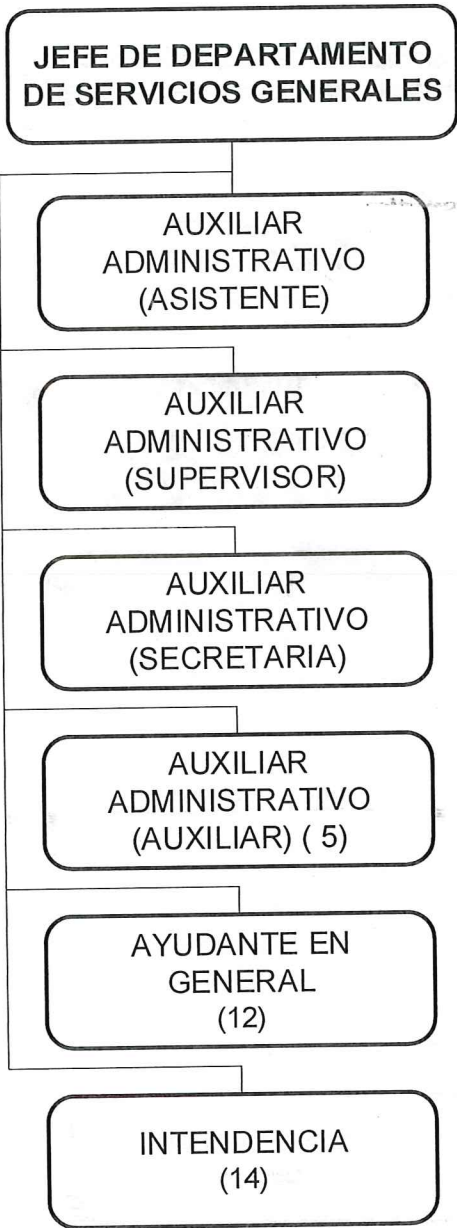 JEFE DE DEPARTAMENTO
DE SERVICIOS GENERALES
AUXILIAR
ADMINISTRATIVO
(ASISTENTE)
AUXILIAR
ADMINISTRATIVO
(SUPERVISOR)
AUXILIAR
ADMINISTRATIVO
(SECRETARIA)
AUXILIAR
ADMINISTRATIVO
(AUXILIAR) ( 5)
AYUDANTE EN
GENERAL
(12)
INTENDENCIA
(14)